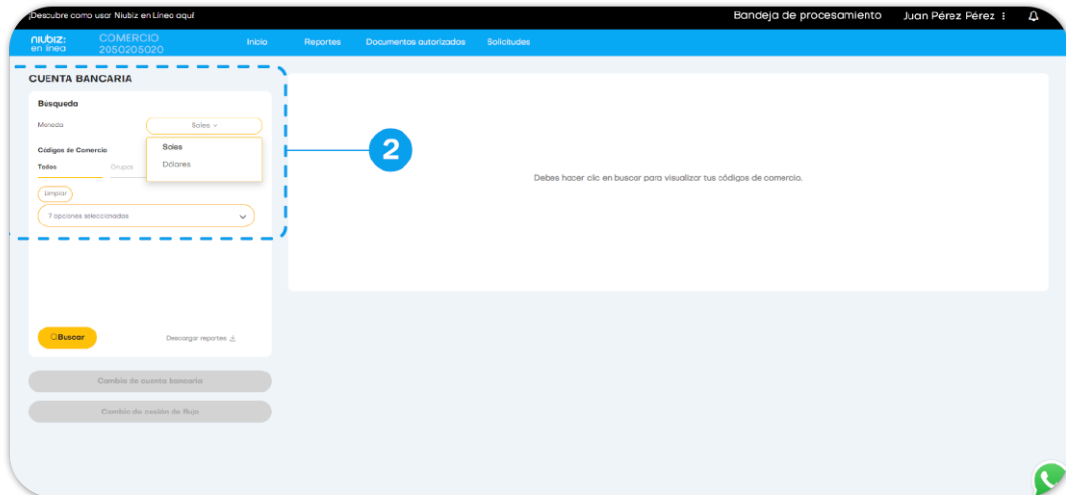 ¡Descubre como usar Niubiz en Línea aquí!
Bandeja de procesamiento
Juan Pérez Pérez
niubiz:
en línea
COMERCIO
2050205020
Inicio
Reportes
Documentos autorizados
Solicitudes
CUENTA BANCARIA
Búsqueda
Moneda
Soles
Soles
Dólares
Códigos de Comercio
Todos
Grupos
Limpiar
7 opciones seleccionadas
2
Debes hacer clic en buscar para visualizar tus códigos de comercio.
Buscar
Descargar reportes
Cambio de cuenta bancaria
Cambio de cesión de flujo